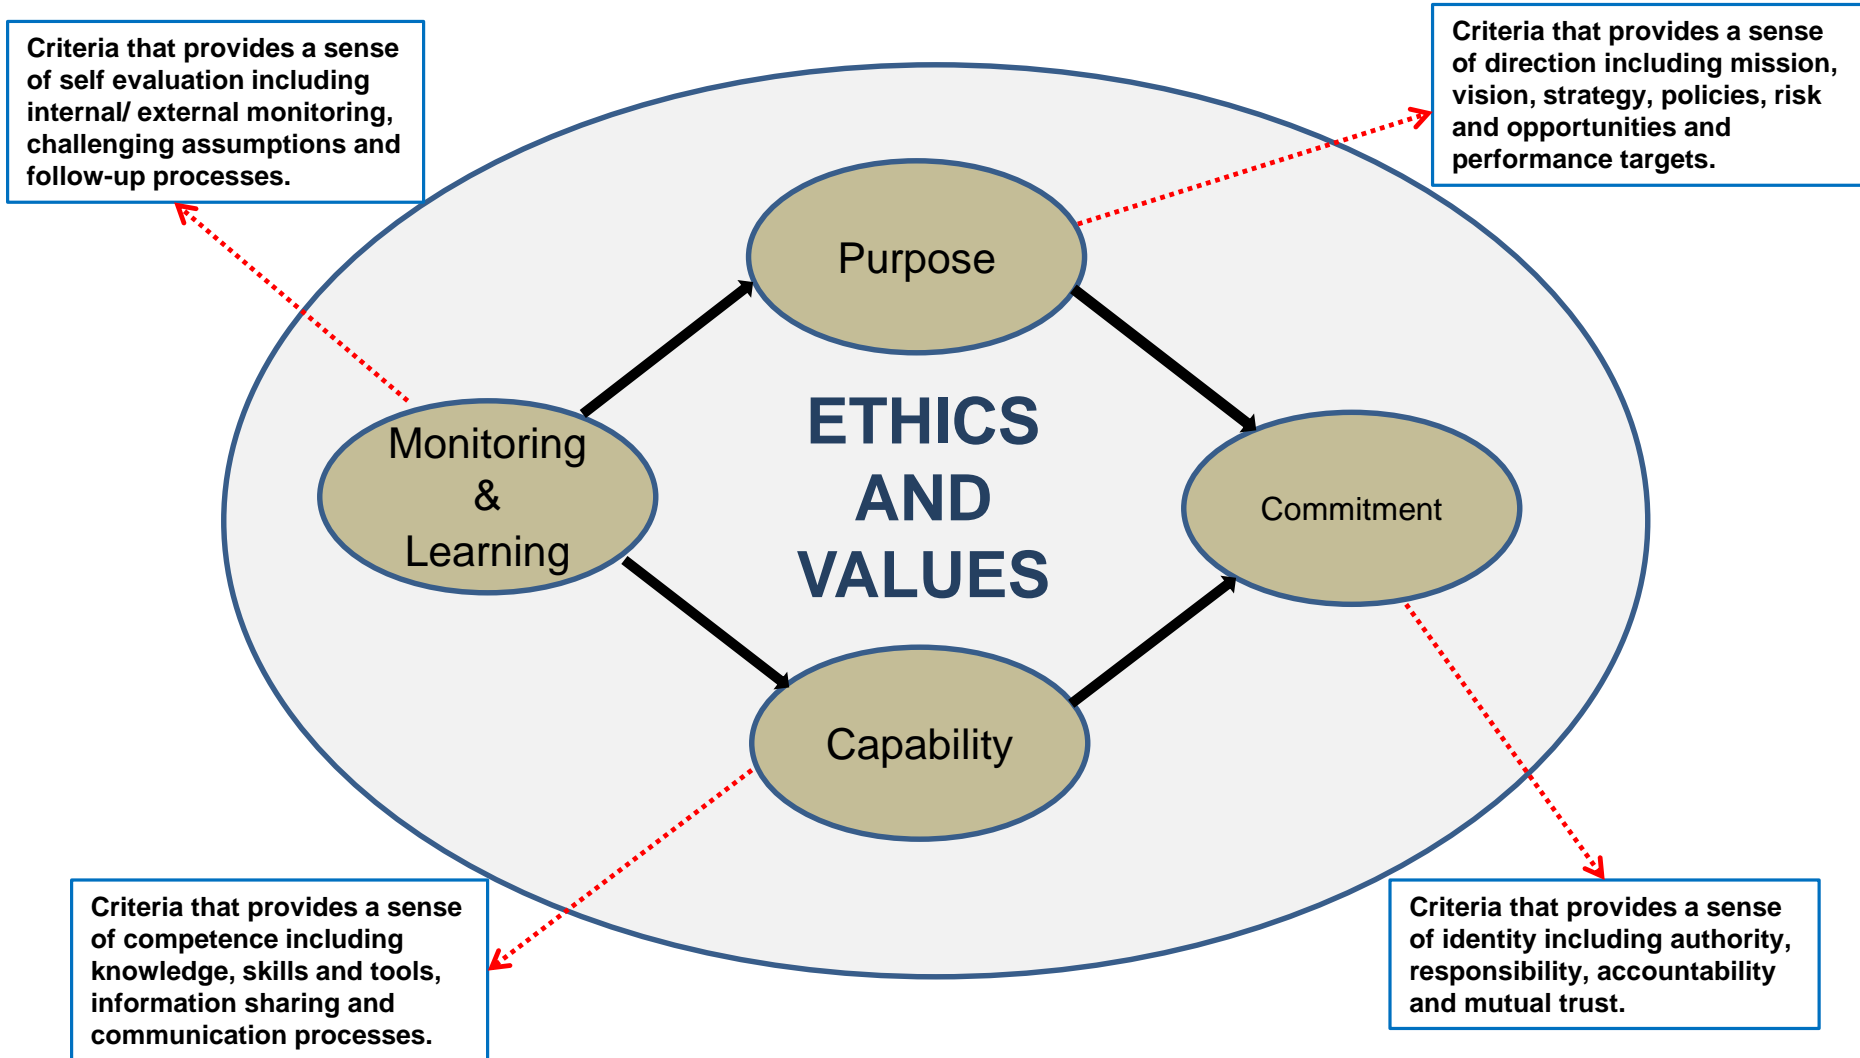 Criteria that provides a sense
of self evaluation including
internal/ external monitoring,
challenging assumptions and
follow-up processes.
Criteria that provides a sense
of direction including mission,
vision, strategy, policies, risk
and opportunities and
performance targets.
Purpose
Monitoring
&
Learning
ETHICS
AND
VALUES
Commitment
Capability
Criteria that provides a sense
of competence including
knowledge, skills and tools,
information sharing and
communication processes.
Criteria that provides a sense
of identity including authority,
responsibility, accountability
and mutual trust.